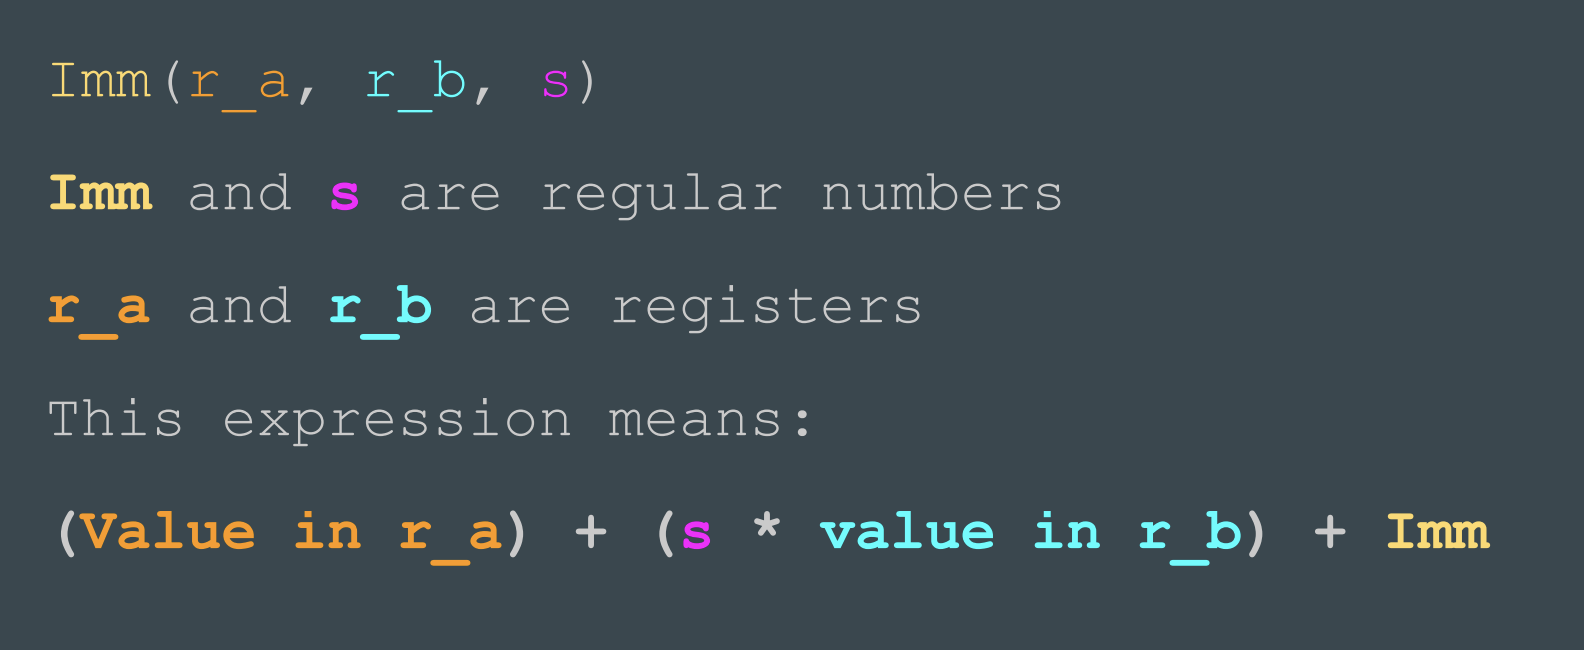 Imm(r_a, r_b, s)
Imm and s are regular numbers
r_a and r_b are registers
This expression means:
(Value in r_a) + (s * value in r_b) + Imm